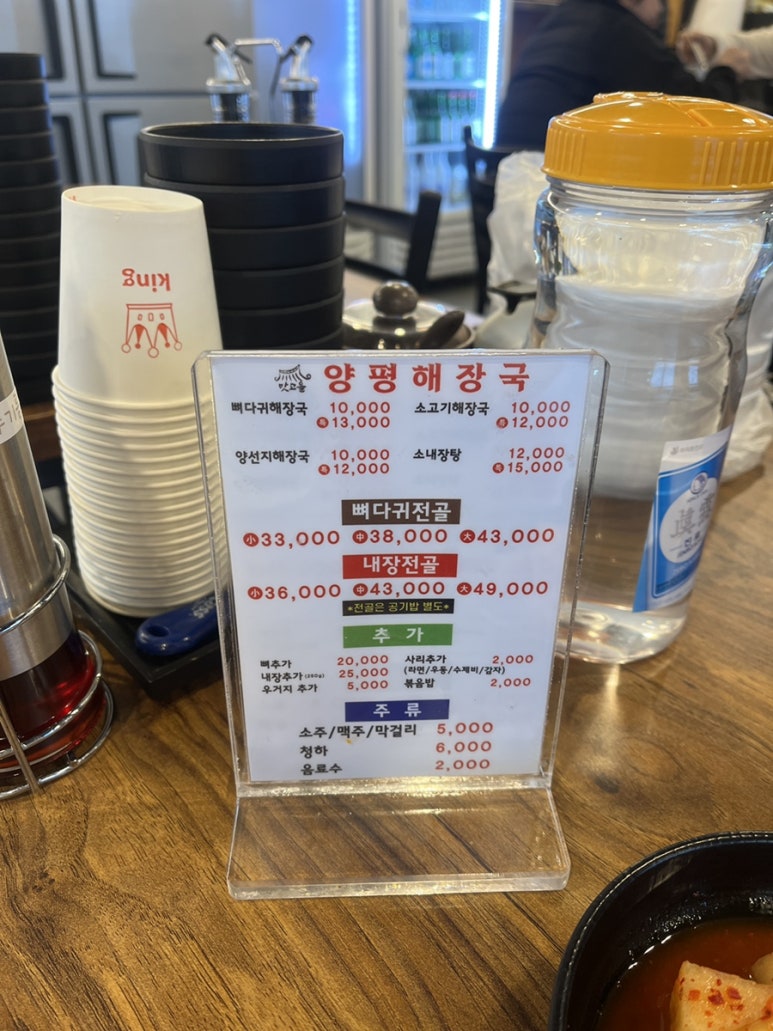 king
맛고을 양평해장국
뼈다귀해장국 10,000 소고기해장국 10,000
특 13,000 특 12,000
양선지해장국 10,000 소내장탕 12,000
특 12,000 특 15,000
뼈다귀전골
小 33,000 中 38,000 大 43,000
내장전골
小 36,000 中 43,000 大 49,000
*전골은 공기밥 별도*
추 가
뼈추가 20,000 사리추가 2,000
내장추가 25,000 (라면/우동/수제비/감자)
우거지 추가 5,000 볶음밥 2,000
주 류
소주/맥주/막걸리 5,000
청하 6,000
음료수 2,000